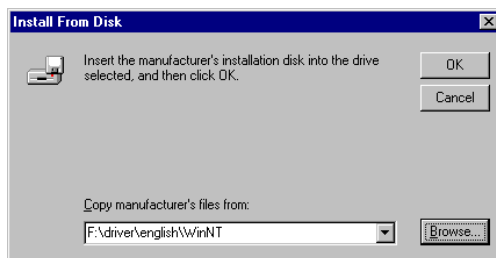 Install From Disk
Insert the manufacturer's installation disk into the drive
selected, and then click OK.
OK
Cancel
Copy manufacturer's files from:
F:\driver\english\WinNT
Browse...